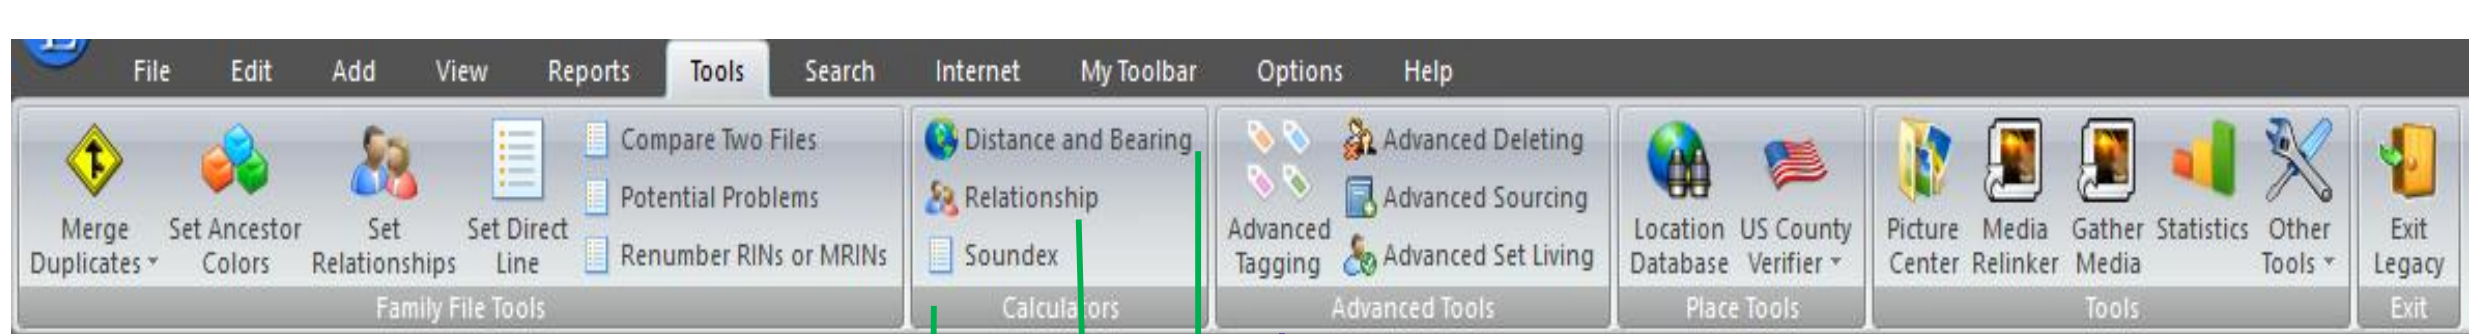 File Edit Add View Reports Tools Search Internet My Toolbar Options Help
Merge Duplicates
Set Ancestor Colors
Set Relationships
Set Direct Line
Compare Two Files
Potential Problems
Renumber RINs or MRINs
Family File Tools
Distance and Bearing
Relationship
Soundex
Calculators
Advanced Tagging
Advanced Deleting
Advanced Sourcing
Advanced Set Living
Advanced Tools
Location Database
US County Verifier
Place Tools
Picture Center
Media Relinker
Gather Media
Statistics
Other Tools
Tools
Exit Legacy
Exit